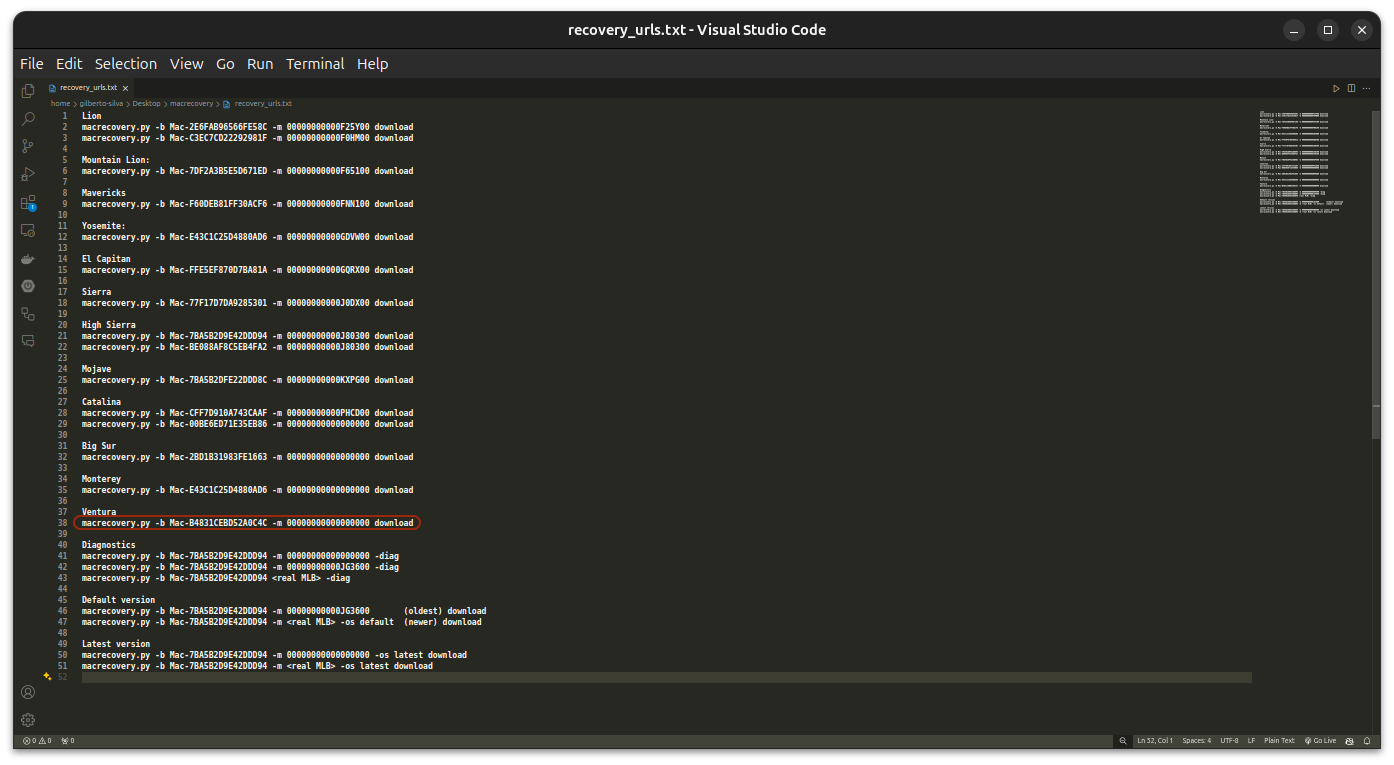 recovery_urls.txt - Visual Studio Code
File Edit Selection View Go Run Terminal Help
recovery_urls.txt
home > gilberto-silva > Desktop > macrecovery > recovery_urls.txt
1 Lion
2 macrecovery.py -b Mac-2E6FAB96566FE58C -m 00000000000F25Y00 download
3 macrecovery.py -b Mac-C3EC7CD22292981F -m 00000000000F0HM00 download
4
5 Mountain Lion:
6 macrecovery.py -b Mac-7DF2A3B5E5D671ED -m 00000000000F65100 download
7
8 Mavericks
9 macrecovery.py -b Mac-F60DEB81FF30ACF6 -m 00000000000FNN100 download
10
11 Yosemite:
12 macrecovery.py -b Mac-E43C1C25D4880AD6 -m 00000000000GDVW00 download
13
14 El Capitan
15 macrecovery.py -b Mac-FFE5EF870D7BA81A -m 00000000000GQRX00 download
16
17 Sierra
18 macrecovery.py -b Mac-77F17D7DA9285301 -m 00000000000J0DX00 download
19
20 High Sierra
21 macrecovery.py -b Mac-7BA5B2D9E42DDD94 -m 00000000000J80300 download
22 macrecovery.py -b Mac-BE088AF8C5EB4FA2 -m 00000000000J80300 download
23
24 Mojave
25 macrecovery.py -b Mac-7BA5B2DFE22DDD8C -m 00000000000KXPG00 download
26
27 Catalina
28 macrecovery.py -b Mac-CFF7D910A743CAAF -m 00000000000PHCD00 download
29 macrecovery.py -b Mac-00BE6ED71E35EB86 -m 00000000000000000 download
30
31 Big Sur
32 macrecovery.py -b Mac-2BD1B31983FE1663 -m 00000000000000000 download
33
34 Monterey
35 macrecovery.py -b Mac-E43C1C25D4880AD6 -m 00000000000000000 download
36
37 Ventura
38 macrecovery.py -b Mac-B4831CEBD52A0C4C -m 00000000000000000 download
39
40 Diagnostics
41 macrecovery.py -b Mac-7BA5B2D9E42DDD94 -m 00000000000000000 -diag
42 macrecovery.py -b Mac-7BA5B2D9E42DDD94 -m 00000000000JG3600 -diag
43 macrecovery.py -b Mac-7BA5B2D9E42DDD94 <real MLB> -diag
44
45 Default version
46 macrecovery.py -b Mac-7BA5B2D9E42DDD94 -m 00000000000JG3600 (oldest) download
47 macrecovery.py -b Mac-7BA5B2D9E42DDD94 -m <real MLB> -os default (newer) download
48
49 Latest version
50 macrecovery.py -b Mac-7BA5B2D9E42DDD94 -m 00000000000000000 -os latest download
51 macrecovery.py -b Mac-7BA5B2D9E42DDD94 -m <real MLB> -os latest download
52
0 0 0 Ln 52, Col 1 Spaces: 4 UTF-8 LF Plain Text Go Live